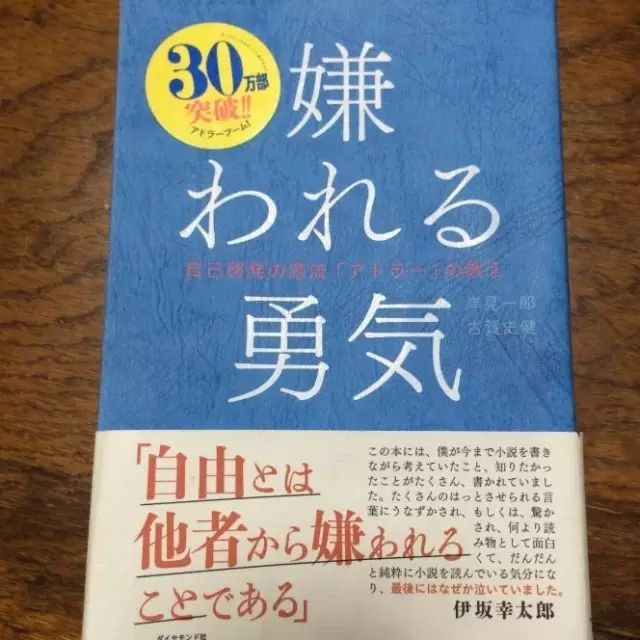 30万部
突破!!
アドラーブーム!
嫌
われる
自己啓発の源流「アドラー」の教え
岸見一郎
古賀史健
勇気
「自由とは
他者から嫌われる
ことである」
この本には、僕が今まで小説を書き
ながら考えていたこと、知りたかっ
たことがたくさん、書かれていまし
た。たくさんのはっとさせられる言
葉にうなずかされ、もしくは、驚か
され、何より読
み物として面白
くて、だんだん
と純粋に小説を読んでいる気分にな
り、最後にはなぜか泣いていました。
伊坂幸太郎
ダイヤモンド社